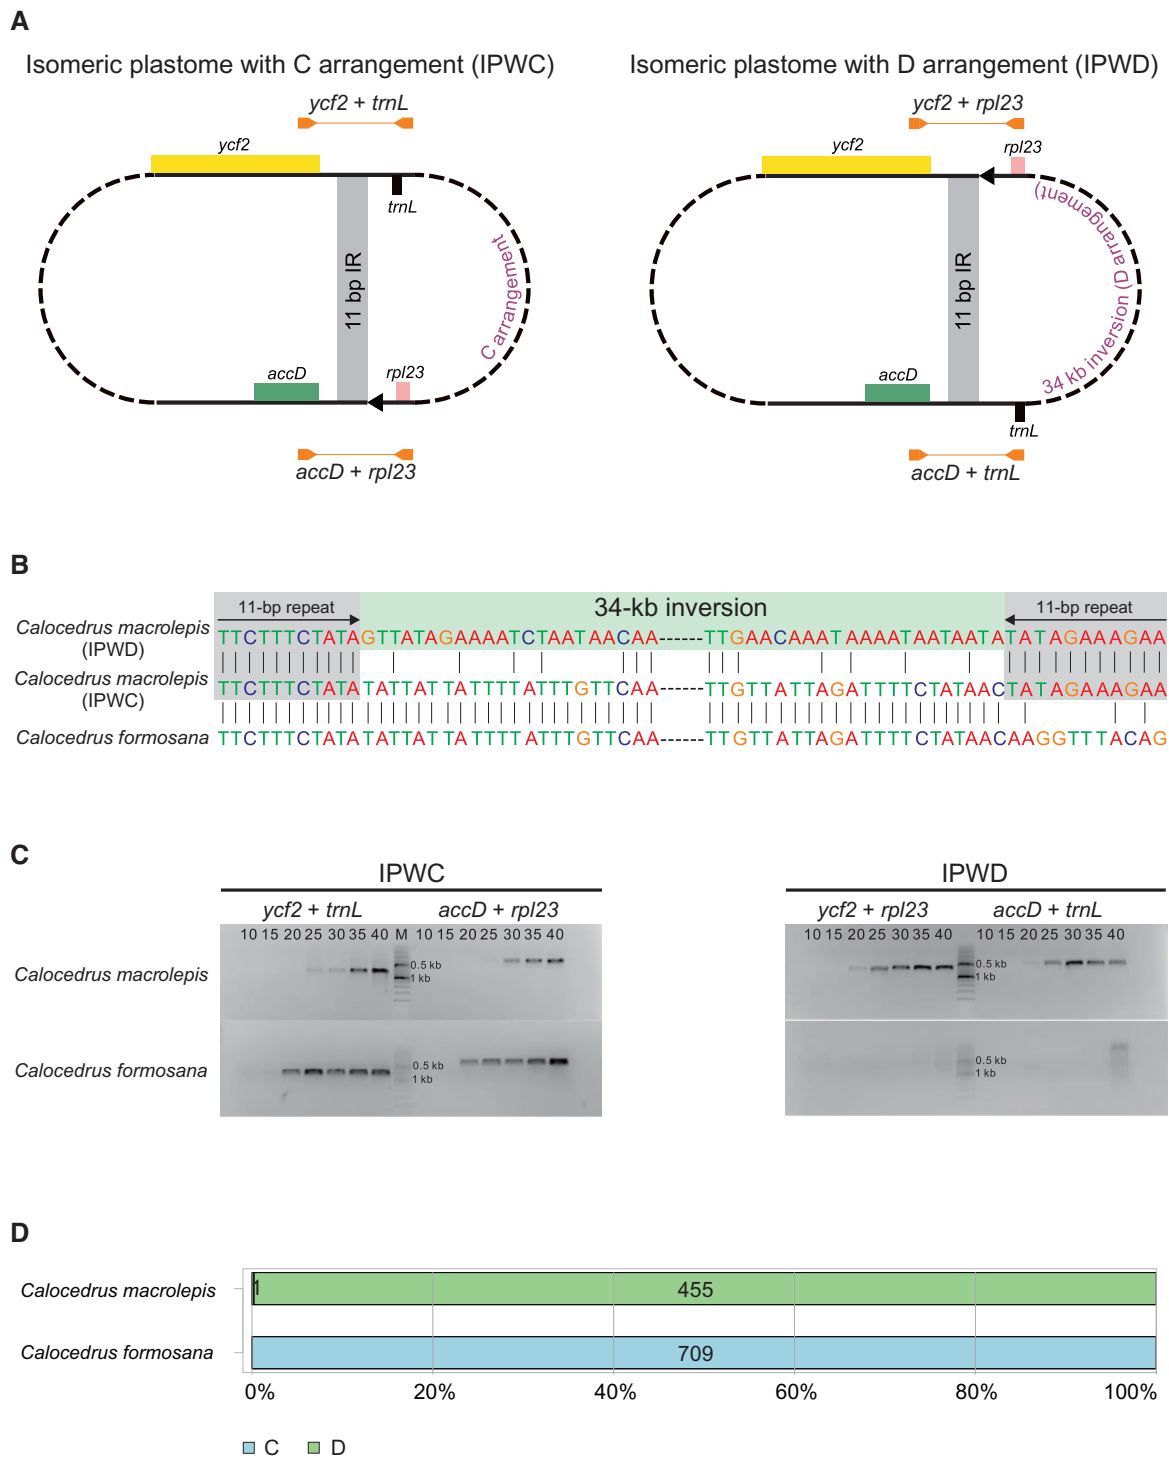 A
Isomeric plastome with C arrangement (IPWC)
Isomeric plastome with D arrangement (IPWD)
ycf2 + trnL
ycf2 + rpl23
ycf2
trnL
11 bp IR
C arrangement
accD
rpl23
accD + rpl23
ycf2
rpl23
11 bp IR
34 kb inversion (D arrangement)
accD
trnL
accD + trnL
B
11-bp repeat
34-kb inversion
11-bp repeat
Calocedrus macrolepis
(IPWD)
TTCTTTCTATAGTTATAGAAAATCTAATAACAA------TTGAACAAATAAAATAATAATATATAGAAAGAA
Calocedrus macrolepis
(IPWC)
TTCTTTCTATATATTATTATTTTATTTGTTCAA------TTGTTATTAGATTTTCTATAACTATAGAAAGAA
Calocedrus formosana
TTCTTTCTATATATTATTATTTTATTTGTTCAA------TTGTTATTAGATTTTCTATAACAAGGTTTACAG
C
IPWC
IPWD
ycf2 + trnL
accD + rpl23
ycf2 + rpl23
accD + trnL
10 15 20 25 30 35 40 M 10 15 20 25 30 35 40
10 15 20 25 30 35 40 10 15 20 25 30 35 40
Calocedrus macrolepis
0.5 kb
1 kb
0.5 kb
1 kb
Calocedrus formosana
0.5 kb
1 kb
0.5 kb
1 kb
D
Calocedrus macrolepis
1
455
Calocedrus formosana
709
0% 20% 40% 60% 80% 100%
C D